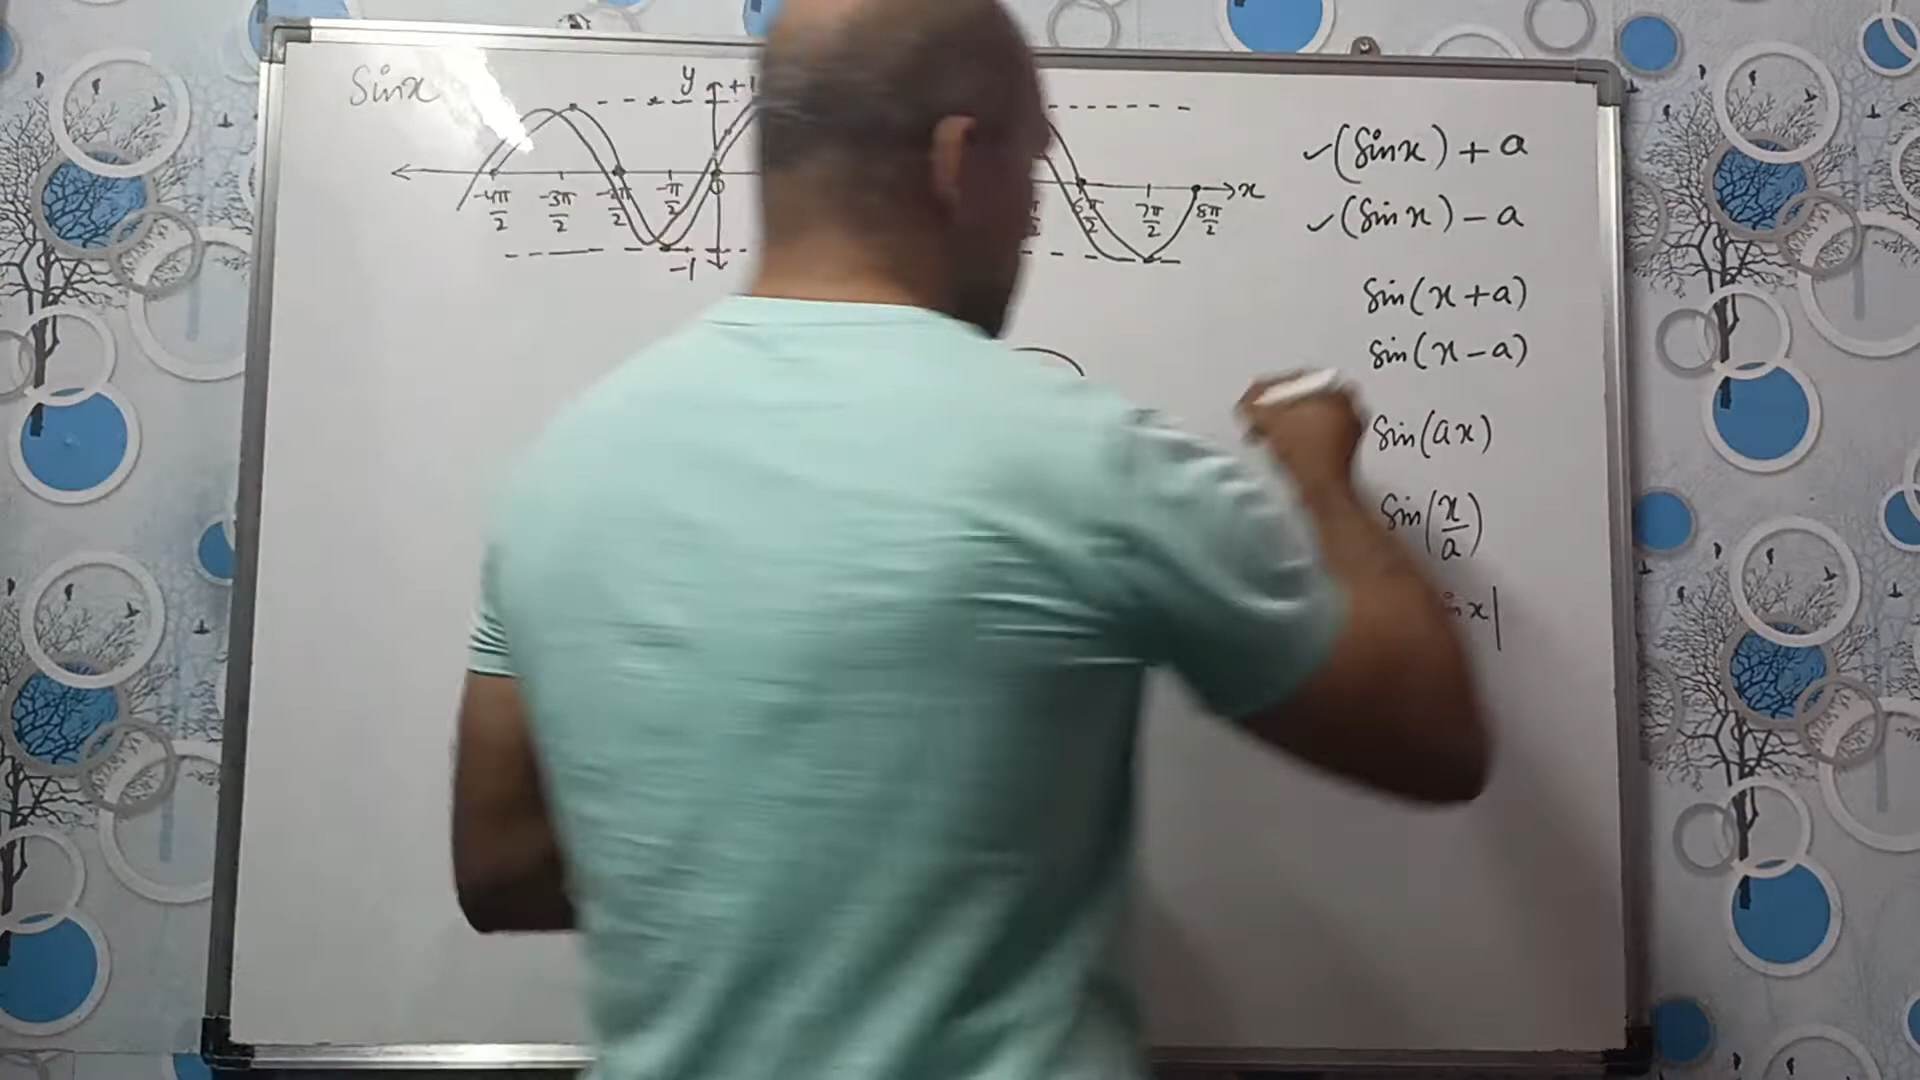 Sinx
y
+1
-4π/2 -3π/2 -π/2 0 7π/2 8π/2 x
-1
✓(Sinx) + a
✓(Sin x) - a
Sin(x + a)
Sin(x - a)
Sin(ax)
Sin(x/a)
x|